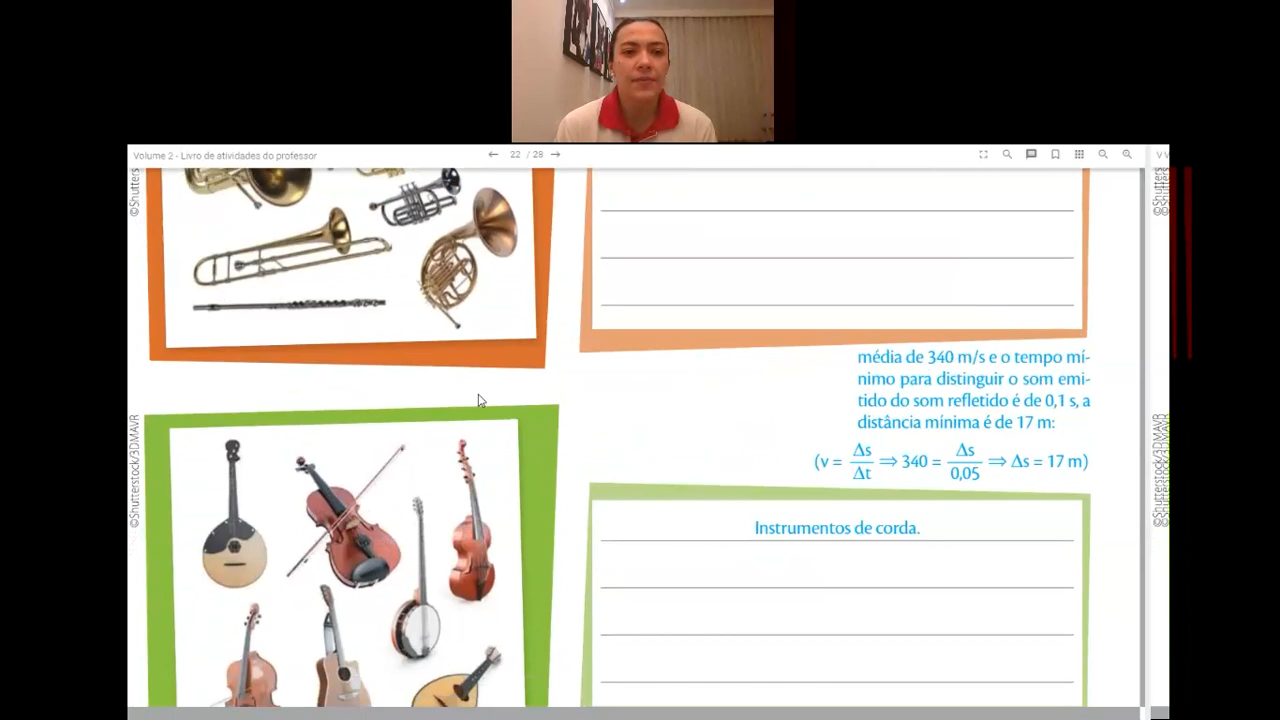 Volume 2 - Livro de atividades do professor
22 / 28
©Shutters
média de 340 m/s e o tempo mí-
nimo para distinguir o som emi-
tido do som refletido é de 0,1 s, a
distância mínima é de 17 m:
(v = Δs/Δt ⇒ 340 = Δs/0,05 ⇒ Δs = 17 m)
©Shutterstock/3DMAVR
Instrumentos de corda.